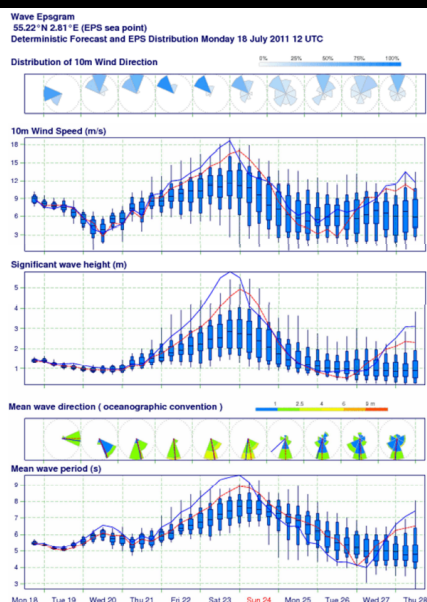 Wave Epsgram
55.22°N 2.81°E (EPS sea point)
Deterministic Forecast and EPS Distribution Monday 18 July 2011 12 UTC
Distribution of 10m Wind Direction
0% 25% 50% 75% 100%
10m Wind Speed (m/s)
18
15
12
9
6
3
Significant wave height (m)
5
4
3
2
1
Mean wave direction ( oceanographic convention )
1 2.5 4 6 9 m
Mean wave period (s)
9
8
7
6
5
4
3
Mon 18 Tue 19 Wed 20 Thu 21 Fri 22 Sat 23 Sun 24 Mon 25 Tue 26 Wed 27 Thu 28